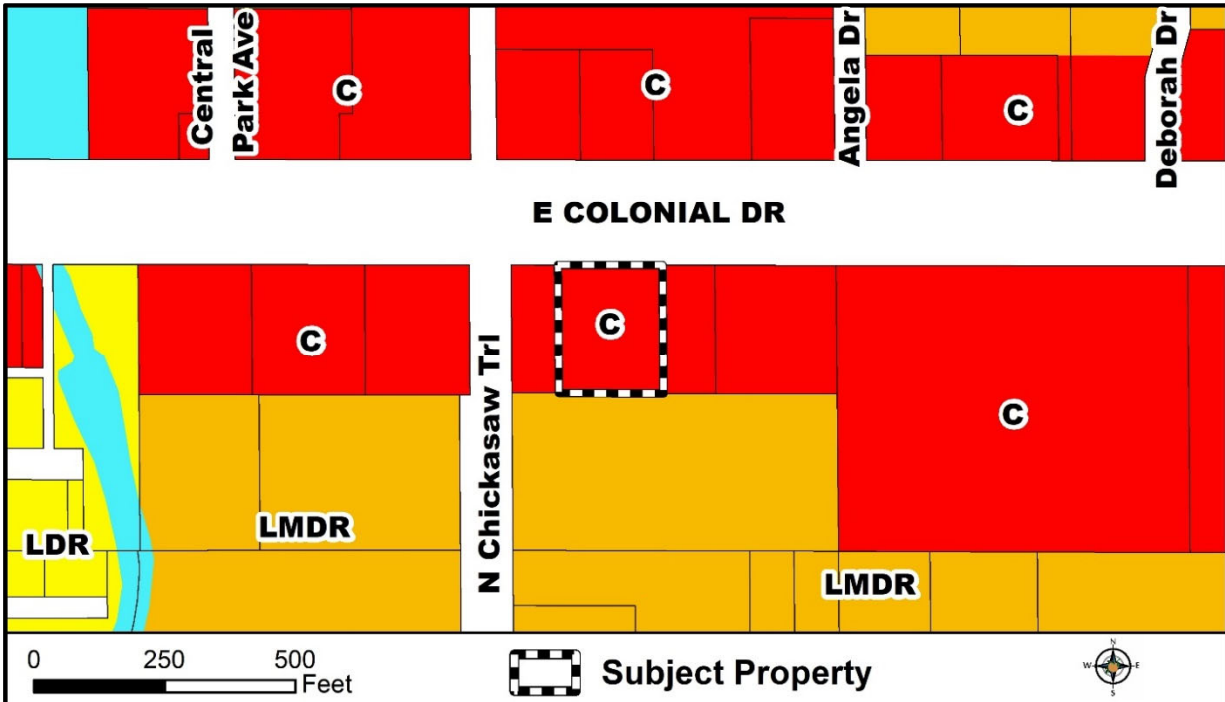 Central
Park Ave
C
C
Angela Dr
C
Deborah Dr
E COLONIAL DR
C
N Chickasaw Trl
C
C
LDR
LMDR
LMDR
0 250 500
Feet
Subject Property
N
W E
S